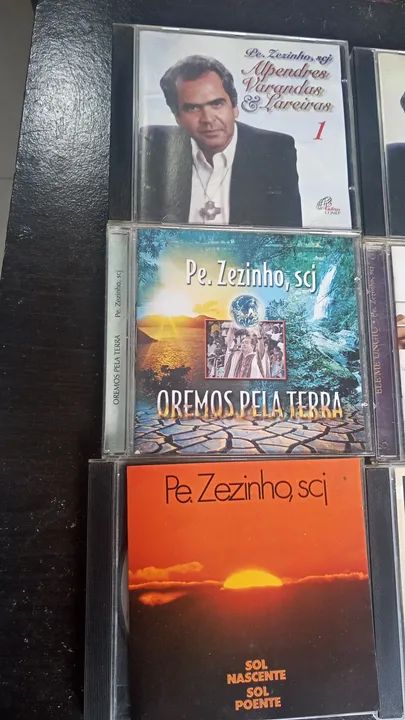 Pe. Zezinho, scj
Alpendres
Varandas
& Lareiras
1
OREMOS PELA TERRA Pe. Zezinho, scj
Pe. Zezinho, scj
OREMOS PELA TERRA
Pe. Zezinho, scj
SOL
NASCENTE
SOL
POENTE